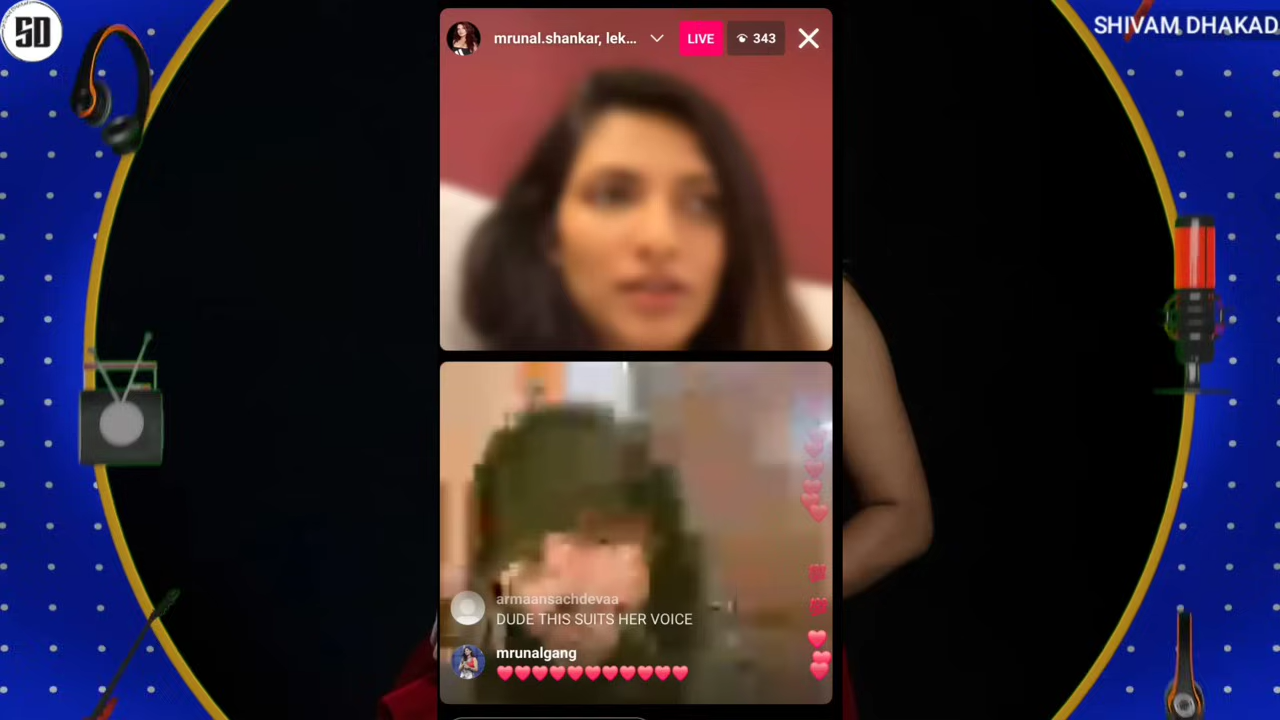 SD
SHIVAM DHAKAD
mrunal.shankar, lek...
LIVE
343
armaansachdevaa
DUDE THIS SUITS HER VOICE
mrunalgang